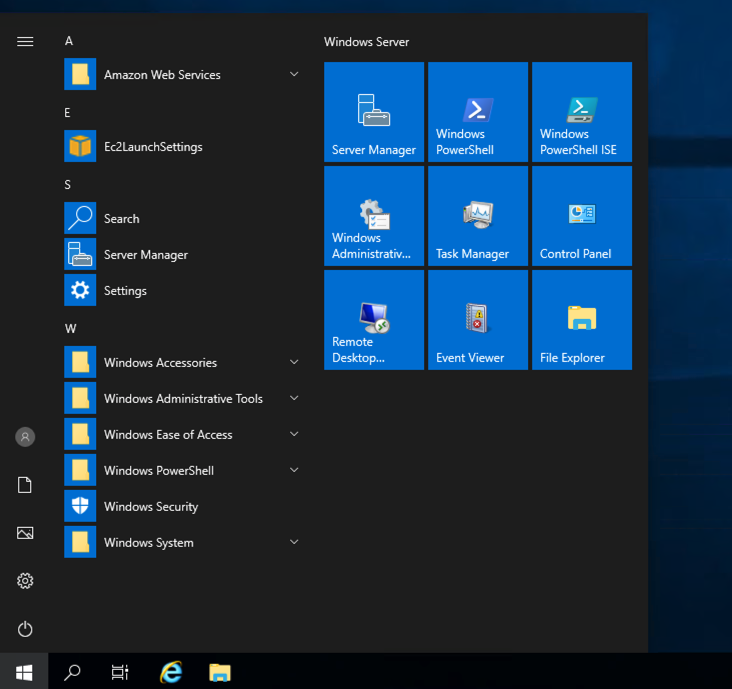 A
Amazon Web Services
E
Ec2LaunchSettings
S
Search
Server Manager
Settings
W
Windows Accessories
Windows Administrative Tools
Windows Ease of Access
Windows PowerShell
Windows Security
Windows System
Windows Server
Server Manager
Windows
PowerShell
Windows
PowerShell ISE
Windows
Administrativ...
Task Manager
Control Panel
Remote
Desktop...
Event Viewer
File Explorer